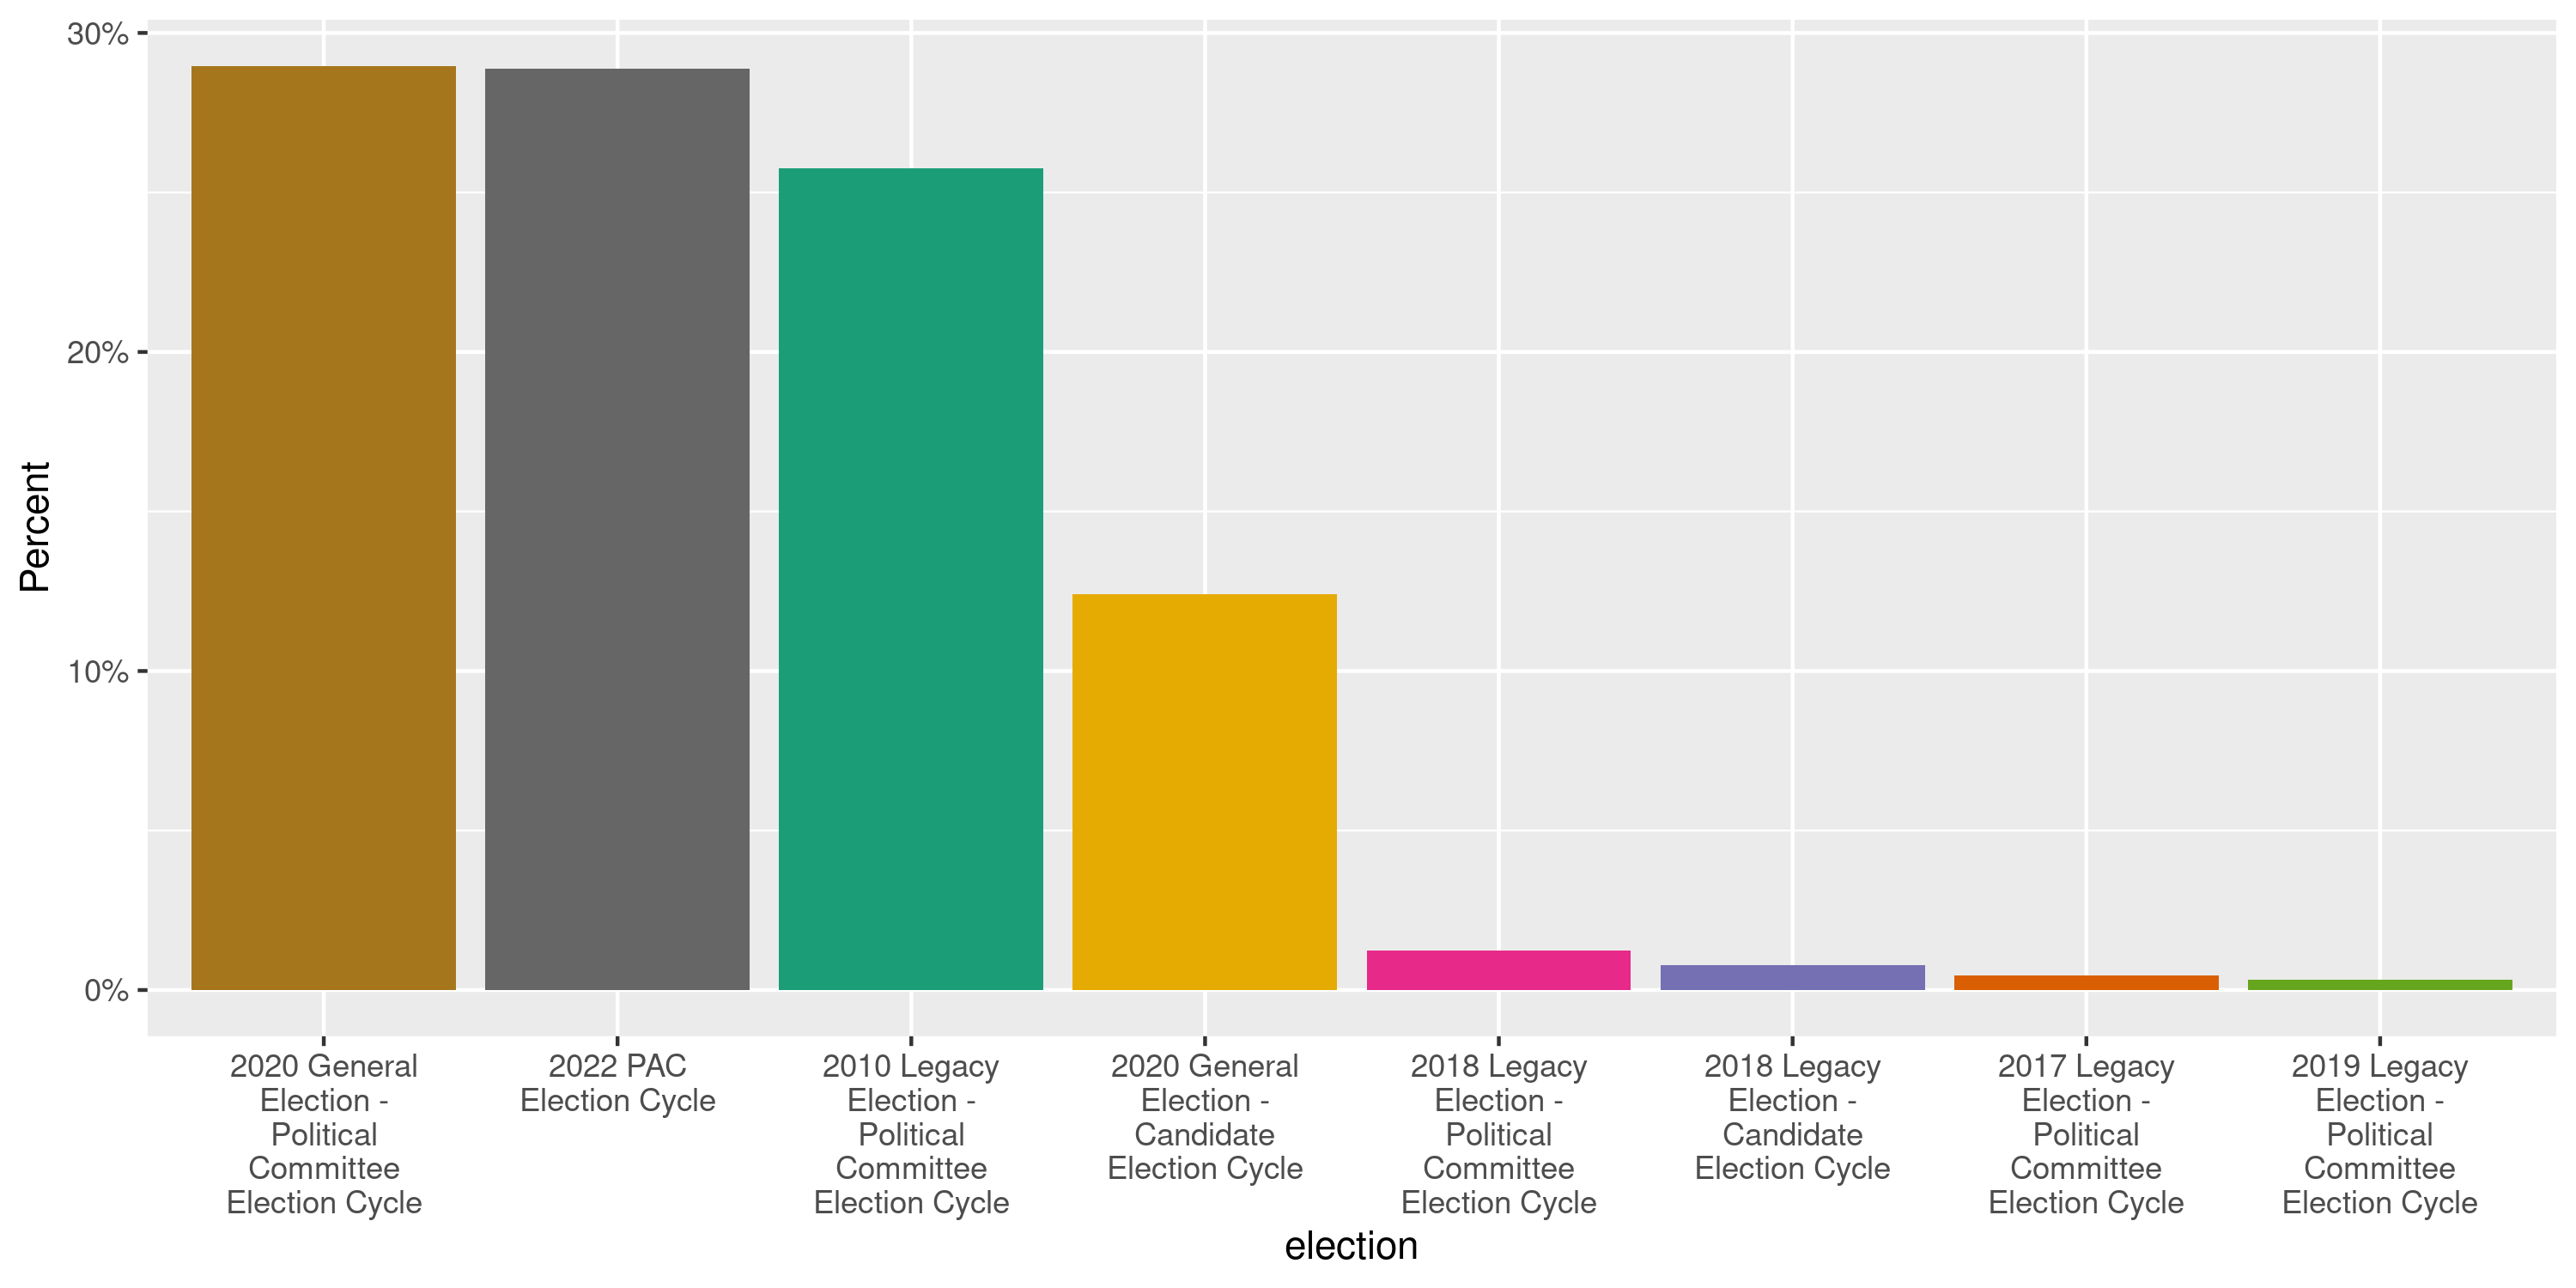 30%
20%
10%
0%
Percent
2020 General
Election -
Political
Committee
Election Cycle
2022 PAC
Election Cycle
2010 Legacy
Election -
Political
Committee
Election Cycle
2020 General
Election -
Candidate
Election Cycle
2018 Legacy
Election -
Political
Committee
Election Cycle
2018 Legacy
Election -
Candidate
Election Cycle
2017 Legacy
Election -
Political
Committee
Election Cycle
2019 Legacy
Election -
Political
Committee
Election Cycle
election